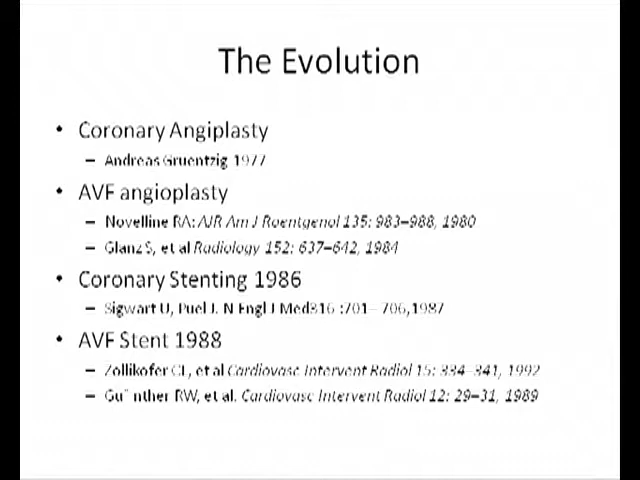 The Evolution
• Coronary Angiplasty
– Andreas Gruentzig 1977
• AVF angioplasty
– Novelline RA: AJR Am J Roentgenol 135: 983–988, 1980
– Glanz S, et al Radiology 152: 637–642, 1984
• Coronary Stenting 1986
– Sigwart U, Puel J. N Engl J Med 316 :701– 706,1987
• AVF Stent 1988
– Zollikofer CL, et al Cardiovasc Intervent Radiol 15: 334–341, 1992
– Gu¨nther RW, et al. Cardiovasc Intervent Radiol 12: 29–31, 1989